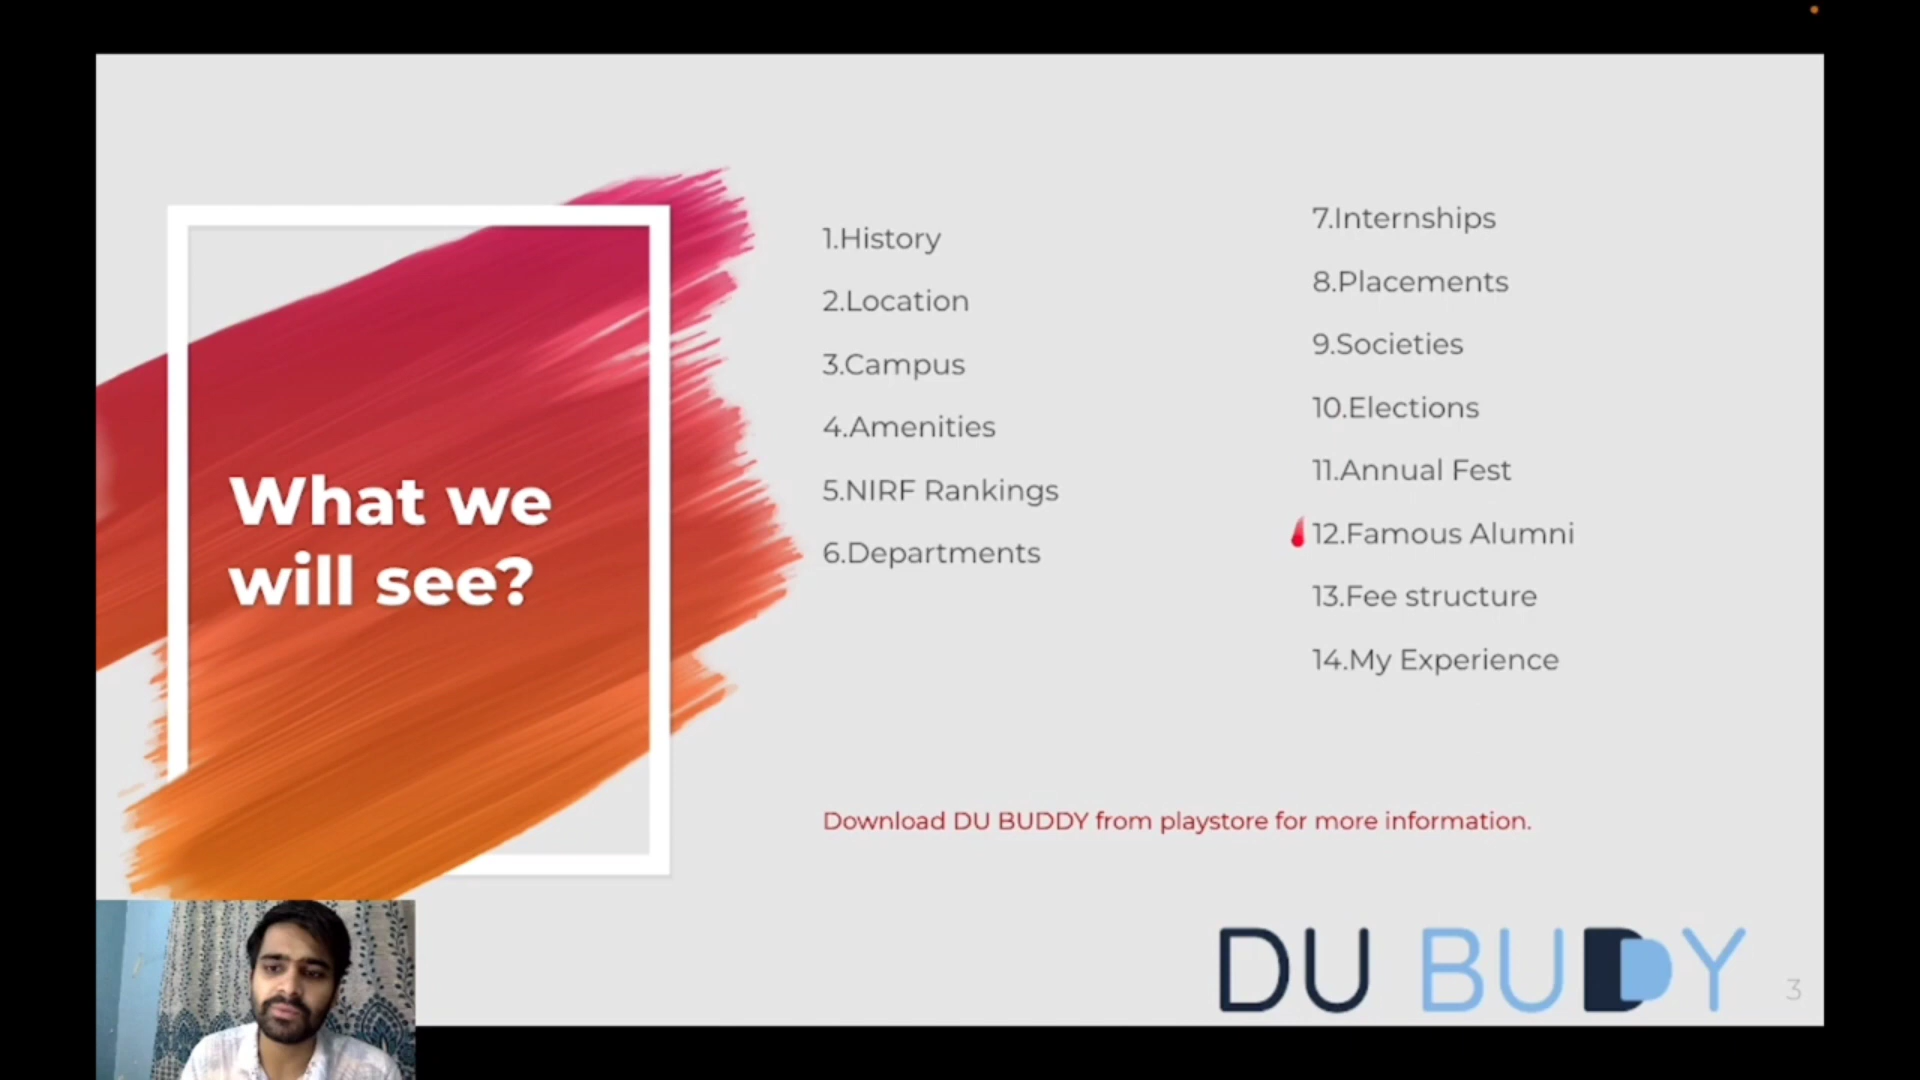 What we
will see?
1.History
2.Location
3.Campus
4.Amenities
5.NIRF Rankings
6.Departments
7.Internships
8.Placements
9.Societies
10.Elections
11.Annual Fest
12.Famous Alumni
13.Fee structure
14.My Experience
Download DU BUDDY from playstore for more information.
DU BUDDY
3